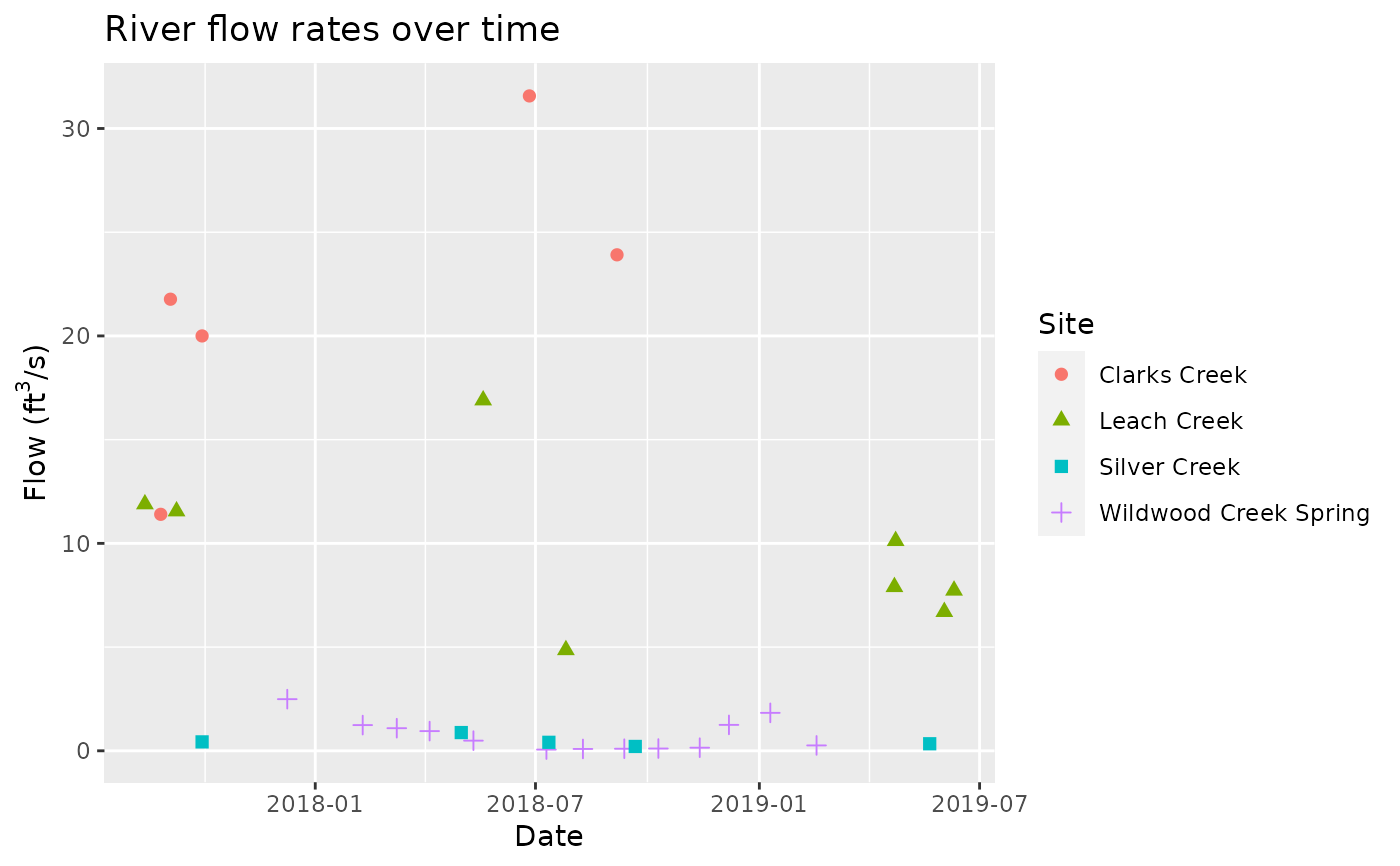 River flow rates over time
30
20
10
0
Flow (ft³/s)
2018-01
2018-07
2019-01
2019-07
Date
Site
Clarks Creek
Leach Creek
Silver Creek
Wildwood Creek Spring